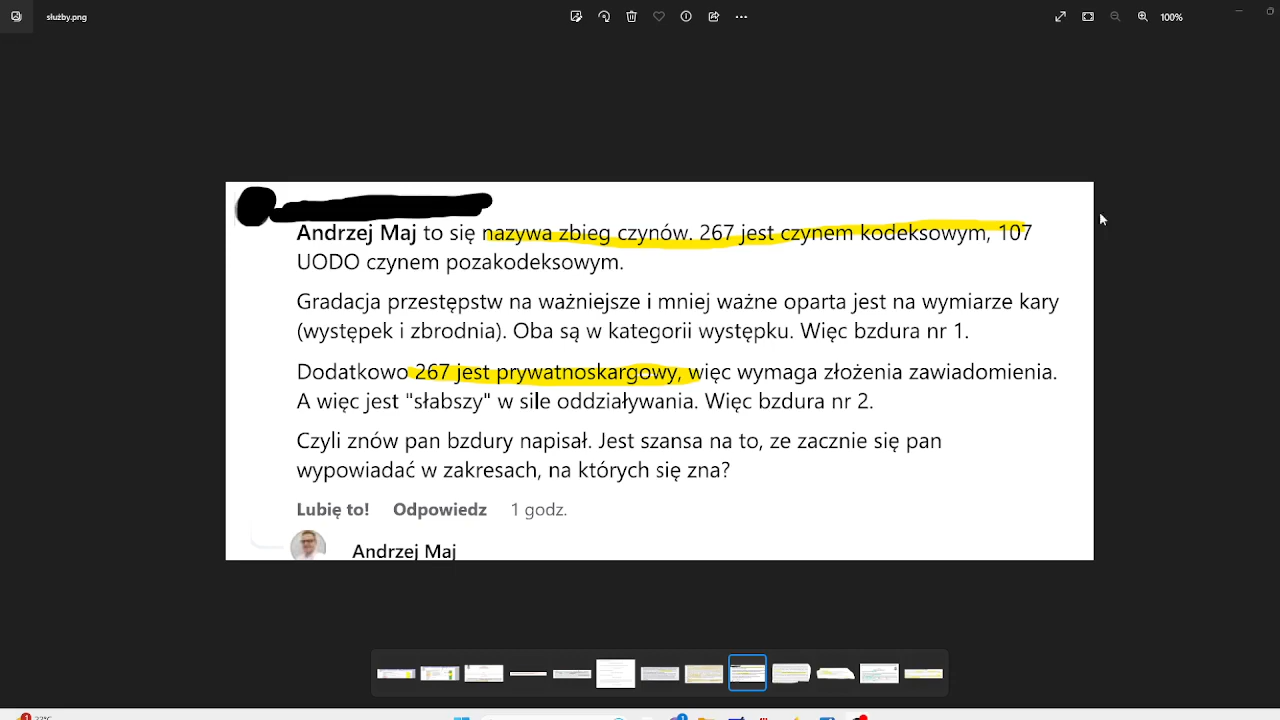 służby.png
100%
Andrzej Maj to się nazywa zbieg czynów. 267 jest czynem kodeksowym, 107
UODO czynem pozakodeksowym.
Gradacja przestępstw na ważniejsze i mniej ważne oparta jest na wymiarze kary
(występek i zbrodnia). Oba są w kategorii występku. Więc bzdura nr 1.
Dodatkowo 267 jest prywatnoskargowy, więc wymaga złożenia zawiadomienia.
A więc jest "słabszy" w sile oddziaływania. Więc bzdura nr 2.
Czyli znów pan bzdury napisał. Jest szansa na to, ze zacznie się pan
wypowiadać w zakresach, na których się zna?
Lubię to! Odpowiedz 1 godz.
Andrzej Maj